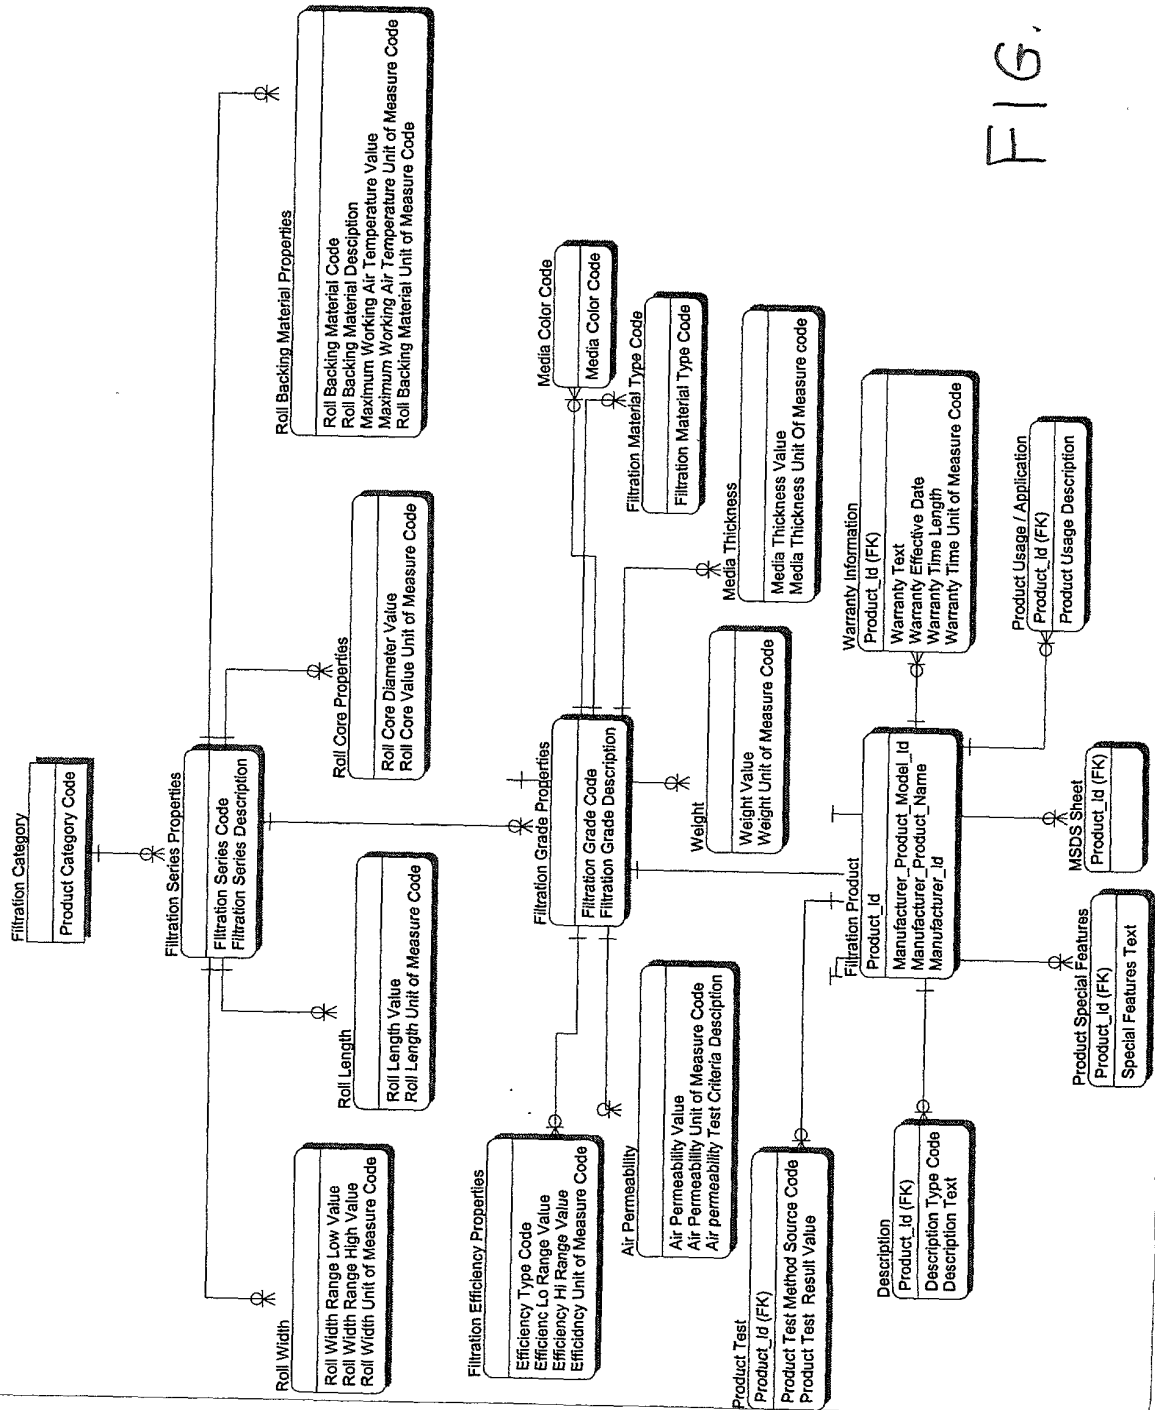 Filtration Category
Product Category Code
Filtration Series Properties
Filtration Series Code
Filtration Series Description
Roll Width
Roll Width Range Low Value
Roll Width Range High Value
Roll Width Unit of Measure Code
Roll Length
Roll Length Value
Roll Length Unit of Measure Code
Roll Core Properties
Roll Core Diameter Value
Roll Core Value Unit of Measure Code
Roll Backing Material Properties
Roll Backing Material Code
Roll Backing Material Desciption
Maximum Working Air Temperature Value
Maximum Working Air Temperature Unit of Measure Code
Roll Backing Material Unit of Measure Code
Filtration Efficiency Properties
Efficiency Type Code
Efficienc Lo Range Value
Efficiency Hi Range Value
Efficidncy Unit of Measure Code
Filtration Grade Properties
Filtration Grade Code
Filtration Grade Description
Media Color Code
Media Color Code
Filtration Material Type Code
Filtration Material Type Code
Air Permeability
Air Permeability Value
Air Permeability Unit of Measure Code
Air permeability Test Criteria Desciption
Weight
Weight Value
Weight Unit of Measure Code
Media Thickness
Media Thickness Value
Media Thickness Unit Of Measure code
Product Test
Product_Id (FK)
Product Test Method Source Code
Product Test Result Value
Filtration Product
Product_Id
Manufacturer_Product_Model_Id
Manufacturer_Product_Name
Manufacturer_Id
Warranty Information
Product_Id (FK)
Warranty Text
Warranty Effective Date
Warranty Time Length
Warranty Time Unit of Measure Code
Description
Product_Id (FK)
Description Type Code
Description Text
Product Special Features
Product_Id (FK)
Special Features Text
MSDS Sheet
Product_Id (FK)
Product Usage / Application
Product_Id (FK)
Product Usage Description
FIG.